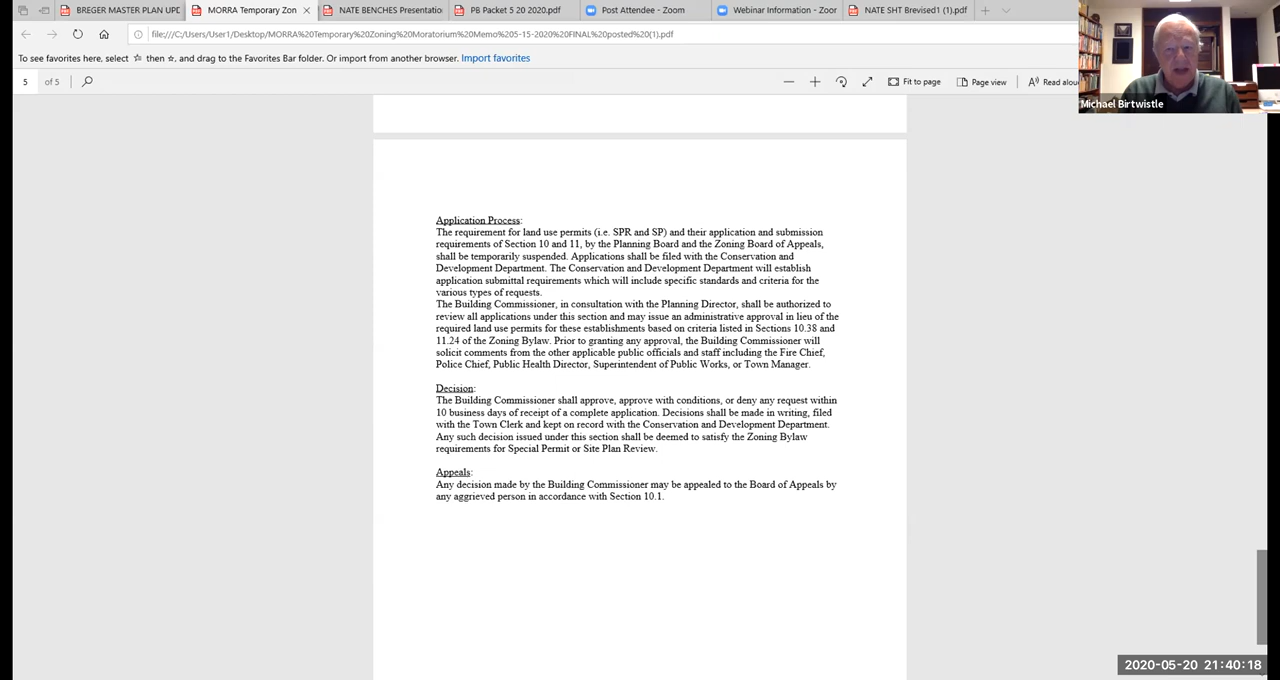 BREGER MASTER PLAN UPD
MORRA Temporary Zon
NATE BENCHES Presentatio
PB Packet 5 20 2020.pdf
Post Attendee - Zoom
Webinar Information - Zoor
NATE SHT Brevised1 (1).pdf
file:///C:/Users/User1/Desktop/MORRA%20Temporary%20Zoning%20Moratorium%20Memo%205-15-2020%20FINAL%20posted%20(1).pdf
To see favorites here, select ☆ then ☆, and drag to the Favorites Bar folder. Or import from another browser. Import favorites
5 of 5
Fit to page
Page view
Read alou
Michael Birtwistle
Application Process:
The requirement for land use permits (i.e. SPR and SP) and their application and submission
requirements of Section 10 and 11, by the Planning Board and the Zoning Board of Appeals,
shall be temporarily suspended. Applications shall be filed with the Conservation and
Development Department. The Conservation and Development Department will establish
application submittal requirements which will include specific standards and criteria for the
various types of requests.
The Building Commissioner, in consultation with the Planning Director, shall be authorized to
review all applications under this section and may issue an administrative approval in lieu of the
required land use permits for these establishments based on criteria listed in Sections 10.38 and
11.24 of the Zoning Bylaw. Prior to granting any approval, the Building Commissioner will
solicit comments from the other applicable public officials and staff including the Fire Chief,
Police Chief, Public Health Director, Superintendent of Public Works, or Town Manager.
Decision:
The Building Commissioner shall approve, approve with conditions, or deny any request within
10 business days of receipt of a complete application. Decisions shall be made in writing, filed
with the Town Clerk and kept on record with the Conservation and Development Department.
Any such decision issued under this section shall be deemed to satisfy the Zoning Bylaw
requirements for Special Permit or Site Plan Review.
Appeals:
Any decision made by the Building Commissioner may be appealed to the Board of Appeals by
any aggrieved person in accordance with Section 10.1.
2020-05-20 21:40:18